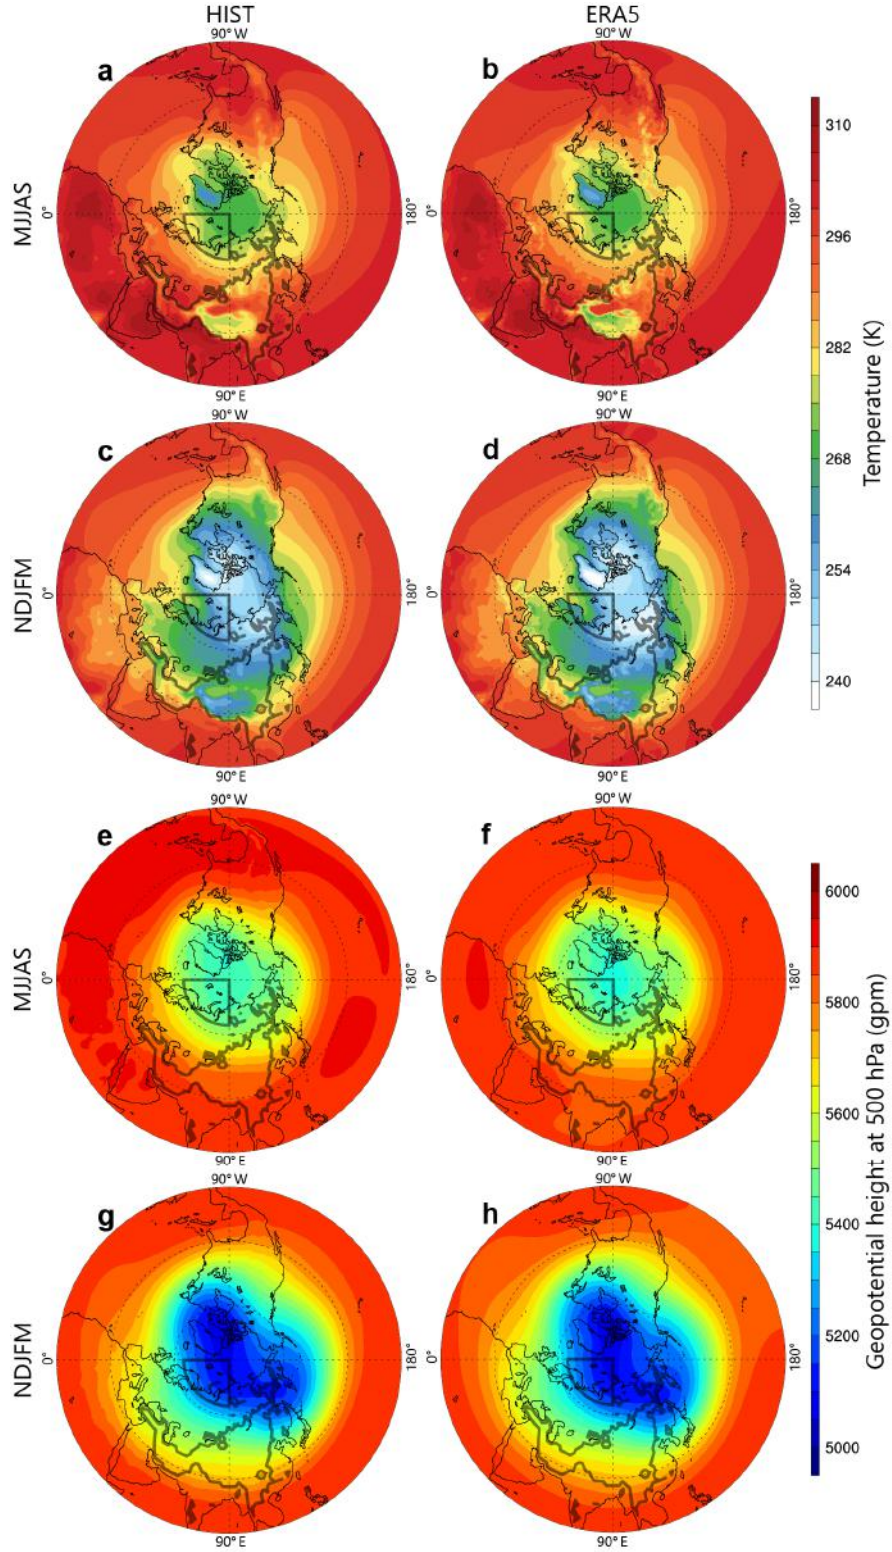 HIST ERA5
90° W 90° W
a b
MJJAS 0° 180° 0° 180°
90° E 90° E
90° W 90° W
c d
NDJFM 0° 180° 0° 180°
90° E 90° E
310
296
282
268
254
240
Temperature (K)
90° W 90° W
e f
MJJAS 0° 180° 0° 180°
90° E 90° E
90° W 90° W
g h
NDJFM 0° 180° 0° 180°
90° E 90° E
6000
5800
5600
5400
5200
5000
Geopotential height at 500 hPa (gpm)